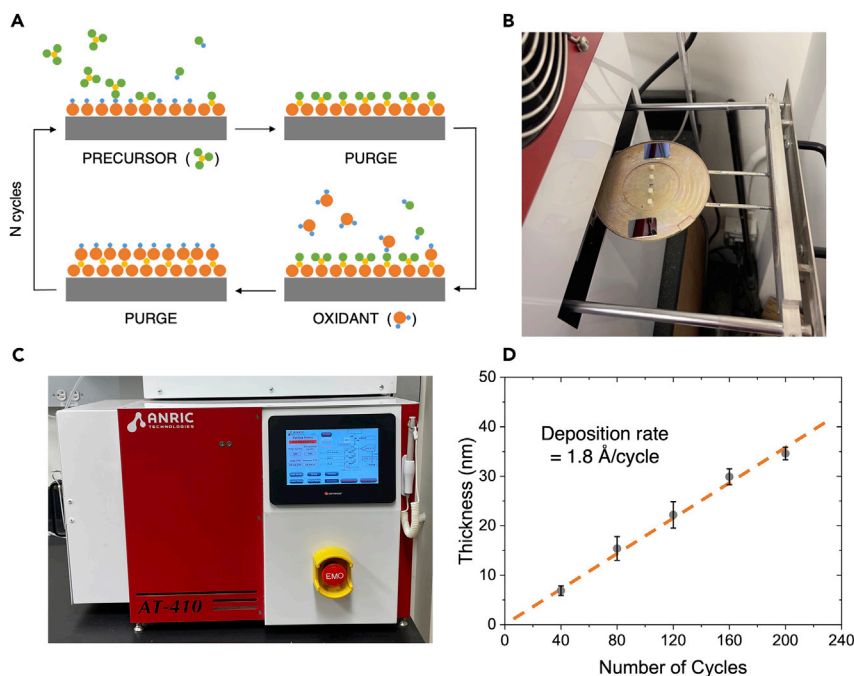 A
N cycles
PRECURSOR ( )
PURGE
PURGE
OXIDANT ( )
B
C
ANRIC
TECHNOLOGIES
EMO
AT-410
D
50
40
30
20
10
0
Thickness (nm)
Deposition rate
= 1.8 Å/cycle
0 40 80 120 160 200 240
Number of Cycles